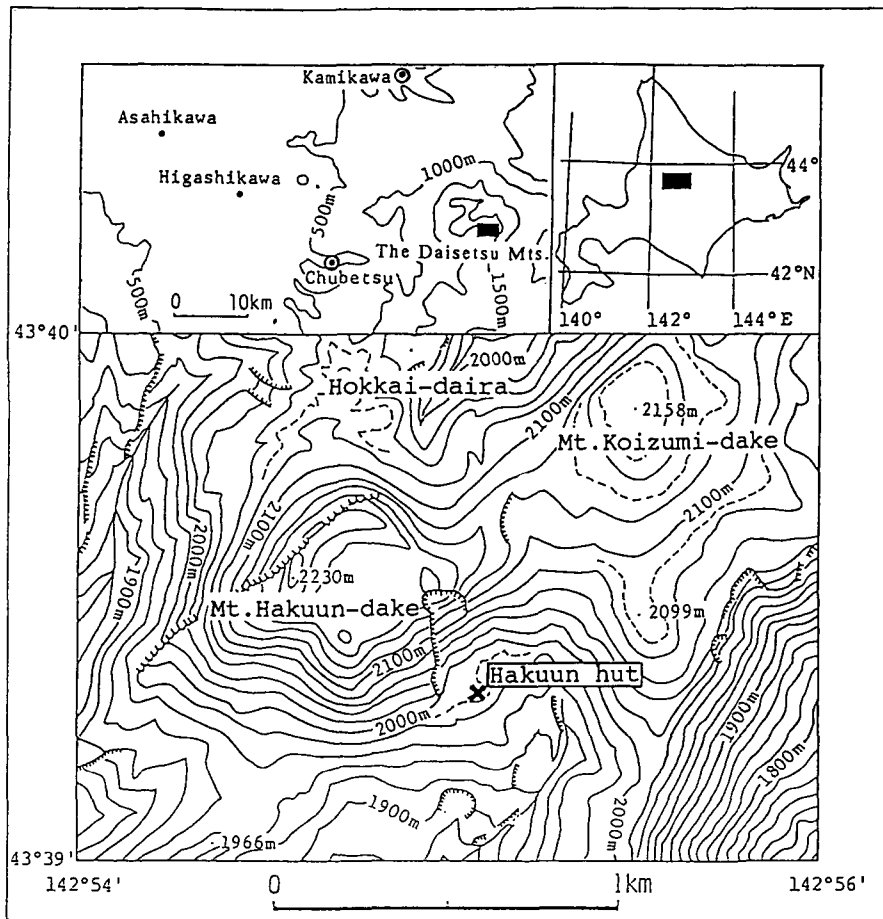 Kamikawa
Asahikawa
Higashikawa
1000m
500m
The Daisetsu Mts.
Chubetsu
500m
0 10km
1500m
44°
42°N
140° 142° 144°E
43°40'
2000m
Hokkai-daira
2158m
2100m
Mt.Koizumi-dake
2100m
2100m
2000m
1900m
2230m
Mt.Hakuun-dake
2099m
2100m
Hakuun hut
2000m
1900m
1800m
1900m
2000m
1966m
43°39'
142°54' 0 1km 142°56'